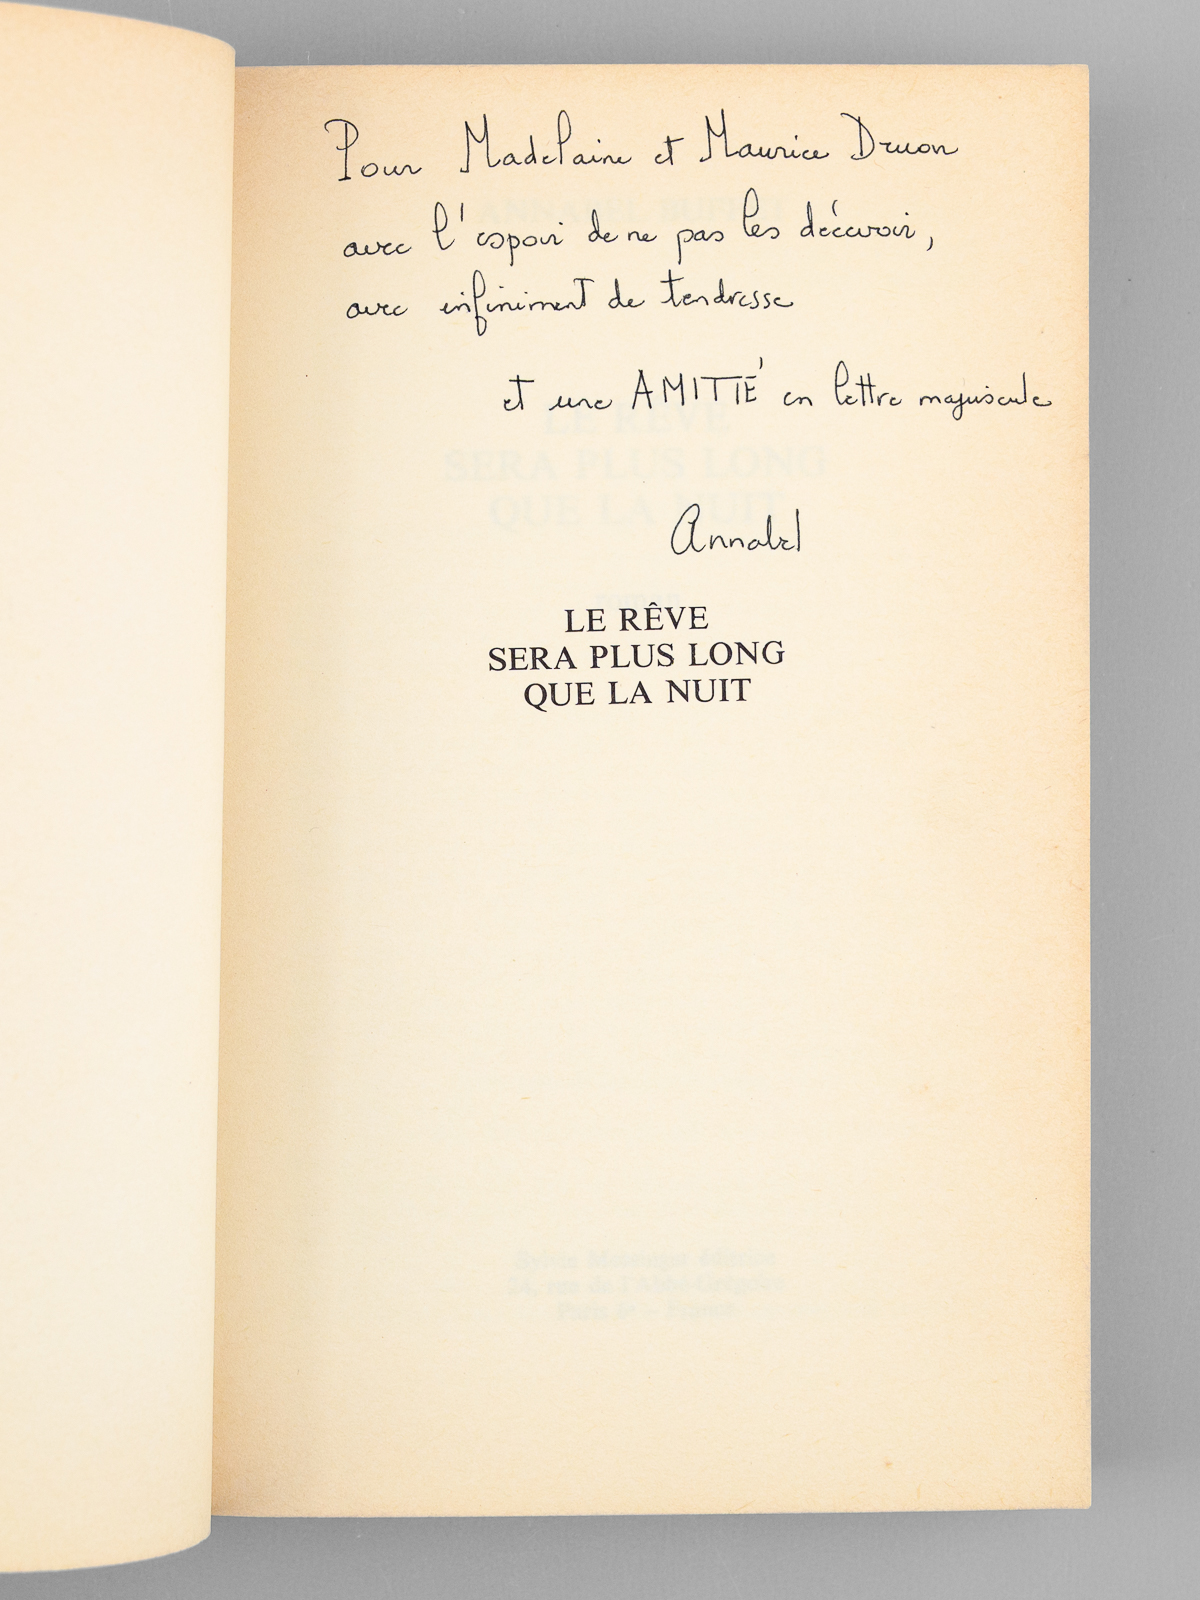 Pour Madelaine et Maurice Druon
avec l'espoir de ne pas les décevoir,
avec infiniment de tendresse
et une AMITIÉ en lettre majuscule
Annabel
LE RÊVE
SERA PLUS LONG
QUE LA NUIT